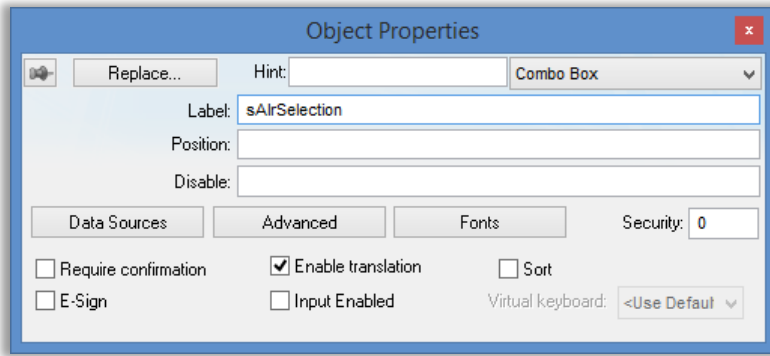 Object Properties
x
Replace... Hint: Combo Box
Label: sAlrSelection
Position:
Disable:
Data Sources Advanced Fonts Security: 0
Require confirmation Enable translation Sort
E-Sign Input Enabled Virtual keyboard: <Use Defaul